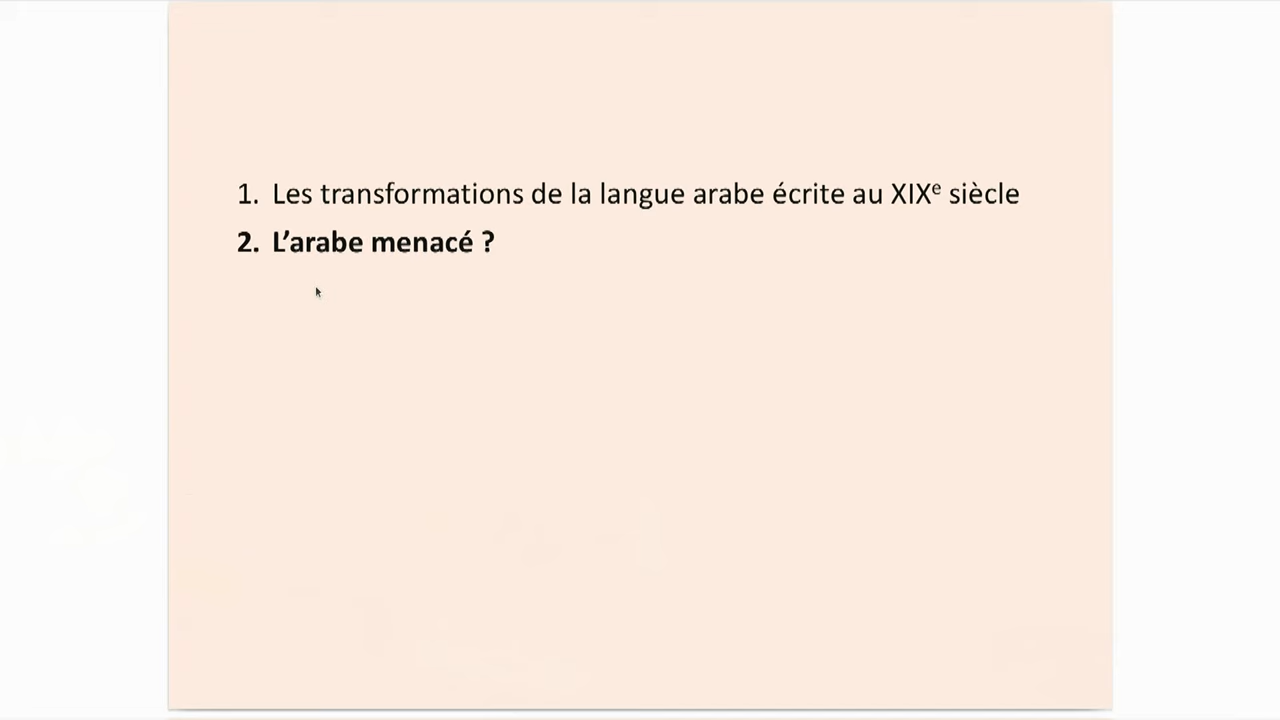 1. Les transformations de la langue arabe écrite au XIXᵉ siècle
2. L’arabe menacé ?